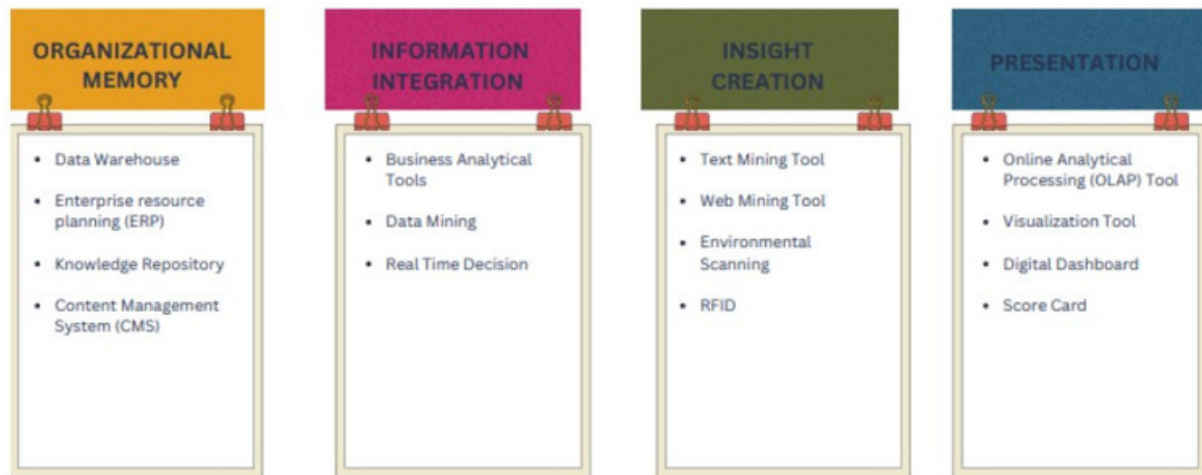 ORGANIZATIONAL
MEMORY
• Data Warehouse
• Enterprise resource
planning (ERP)
• Knowledge Repository
• Content Management
System (CMS)
INFORMATION
INTEGRATION
• Business Analytical
Tools
• Data Mining
• Real Time Decision
INSIGHT
CREATION
• Text Mining Tool
• Web Mining Tool
• Environmental
Scanning
• RFID
PRESENTATION
• Online Analytical
Processing (OLAP) Tool
• Visualization Tool
• Digital Dashboard
• Score Card